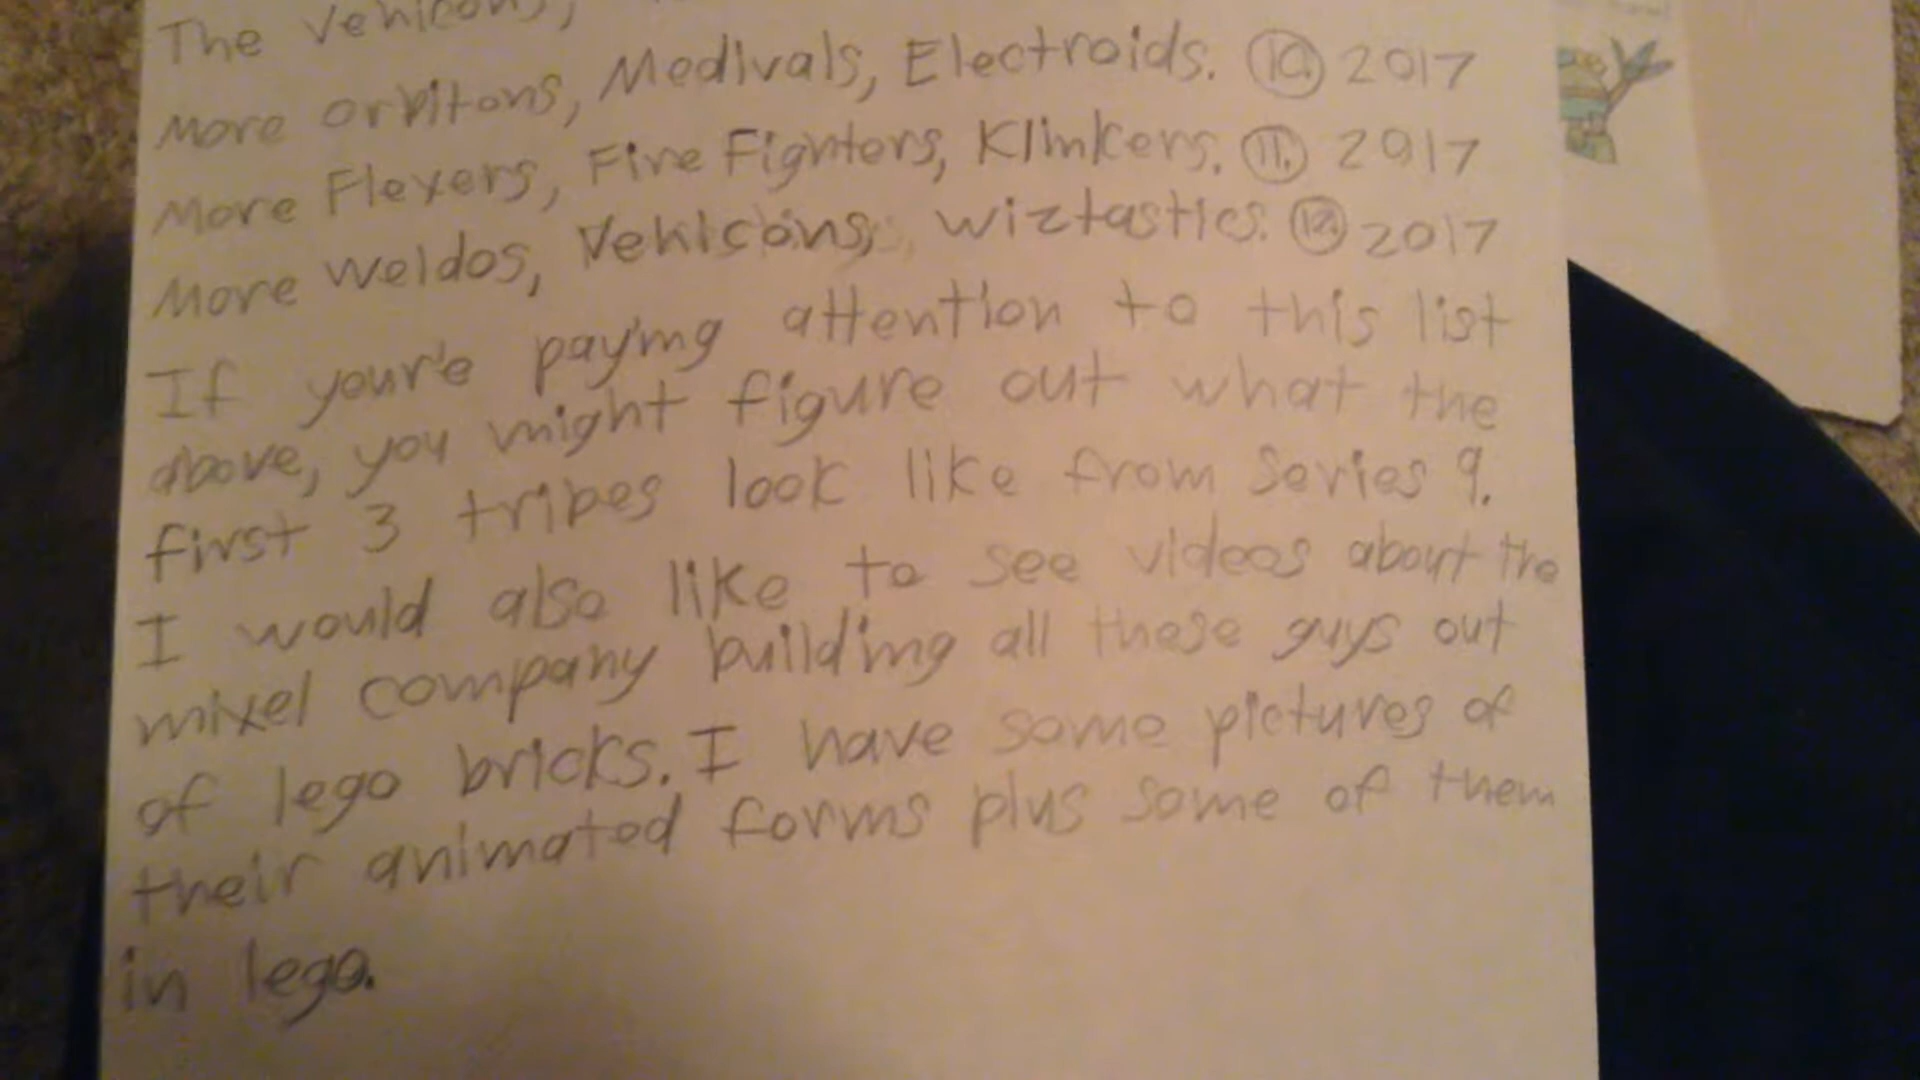 The Vehicons,
More orbitons, Medivals, Electroids. 10. 2017
More Flexers, Fire Fighters, Klinkers. 11. 2017
More Weldos, Vehicons, wiztastics. 12. 2017
If your'e paying attention to this list
above, you might figure out what the
first 3 tribes look like from Series 9.
I would also like to see videos about the
mixel company building all these guys out
of lego bricks. I have some pictures of
their animated forms plus some of them
in lego.